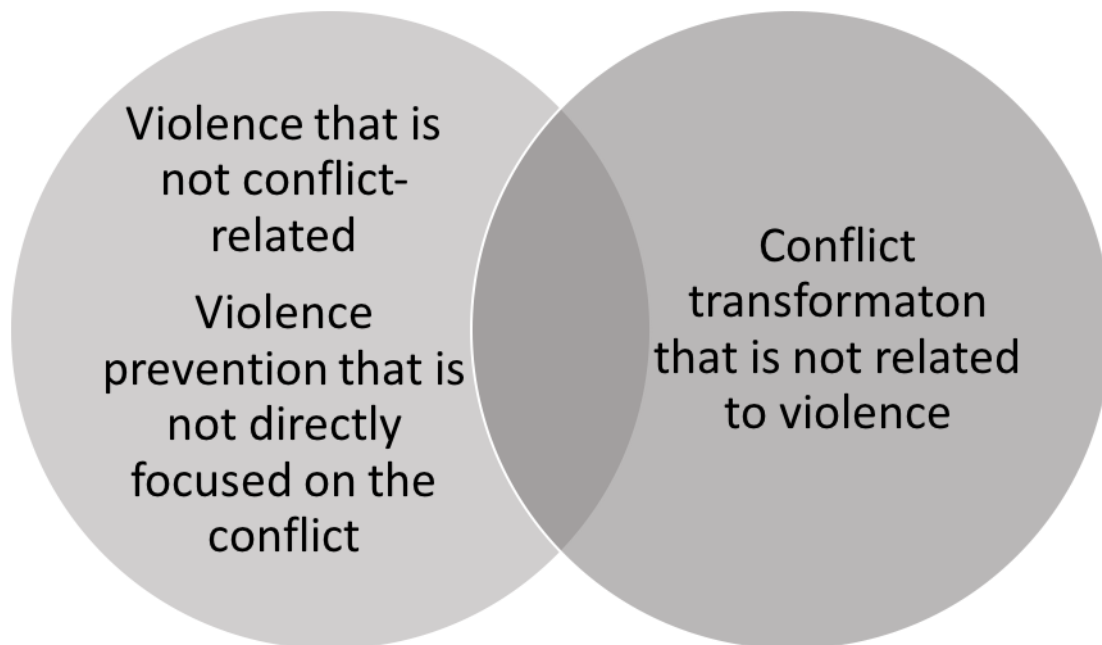 Violence that is
not conflict-
related
Violence
prevention that is
not directly
focused on the
conflict
Conflict
transformaton
that is not related
to violence